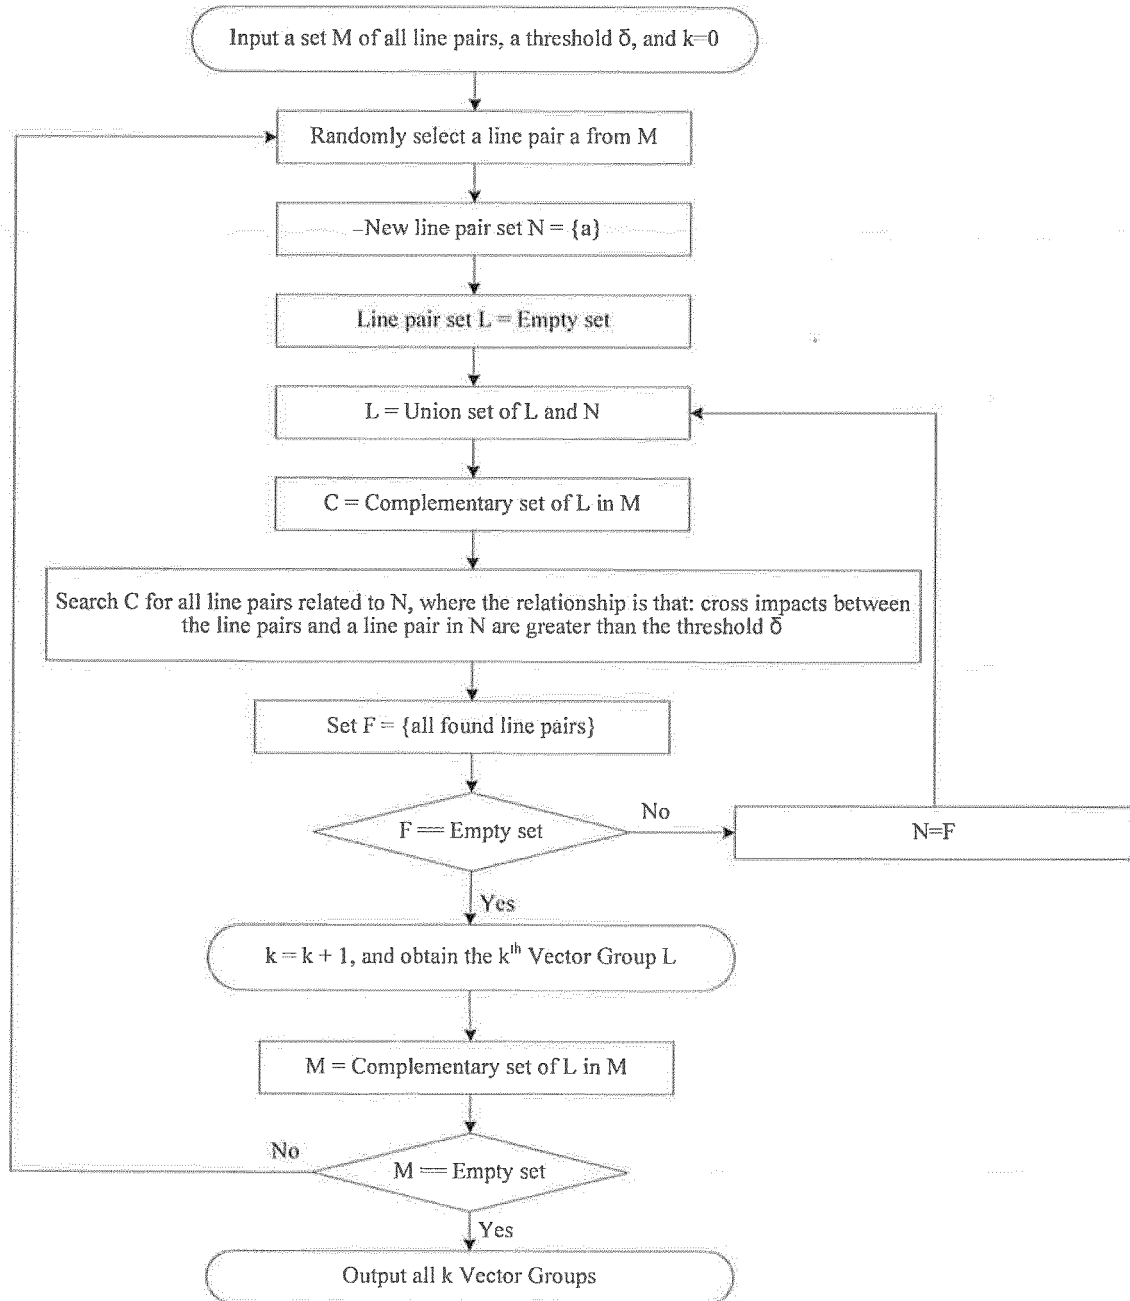 Input a set M of all line pairs, a threshold δ, and k=0
Randomly select a line pair a from M
New line pair set N = {a}
Line pair set L = Empty set
L = Union set of L and N
C = Complementary set of L in M
Search C for all line pairs related to N, where the relationship is that: cross impacts between
the line pairs and a line pair in N are greater than the threshold δ
Set F = {all found line pairs}
F == Empty set
No
N=F
Yes
k = k + 1, and obtain the kth Vector Group L
M = Complementary set of L in M
No
M == Empty set
Yes
Output all k Vector Groups